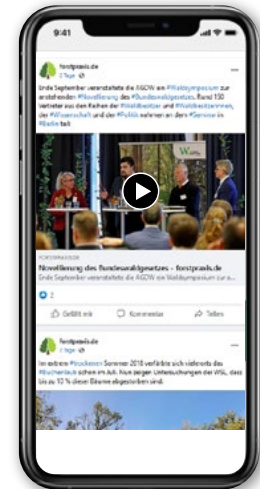 9:41
forstpraxis.de
2 Tage
Ende September veranstaltete die AGDW ein #Waldsymposium zur
anstehenden #Novellierung des #Bundeswaldgesetzes. Rund 150
Vertreter aus den Reihen der #Waldbesitzer und #Waldbesitzerinnen,
der #Wissenschaft und der #Politik nahmen an dem #Seminar in
#Berlin teil:
W
FORSTPRAXIS.DE
Novellierung des Bundeswaldgesetzes - forstpraxis.de
Ende September veranstaltete die AGDW ein Waldsymposium zur a...
2
Gefällt mir Kommentar Teilen
forstpraxis.de
2 Tage
Im extrem #trockenen Sommer 2018 verfärbte sich vielerorts das
#Buchenlaub schon im Juli. Nun zeigen Untersuchungen der WSL, dass
bis zu 10 % dieser Bäume abgestorben sind: